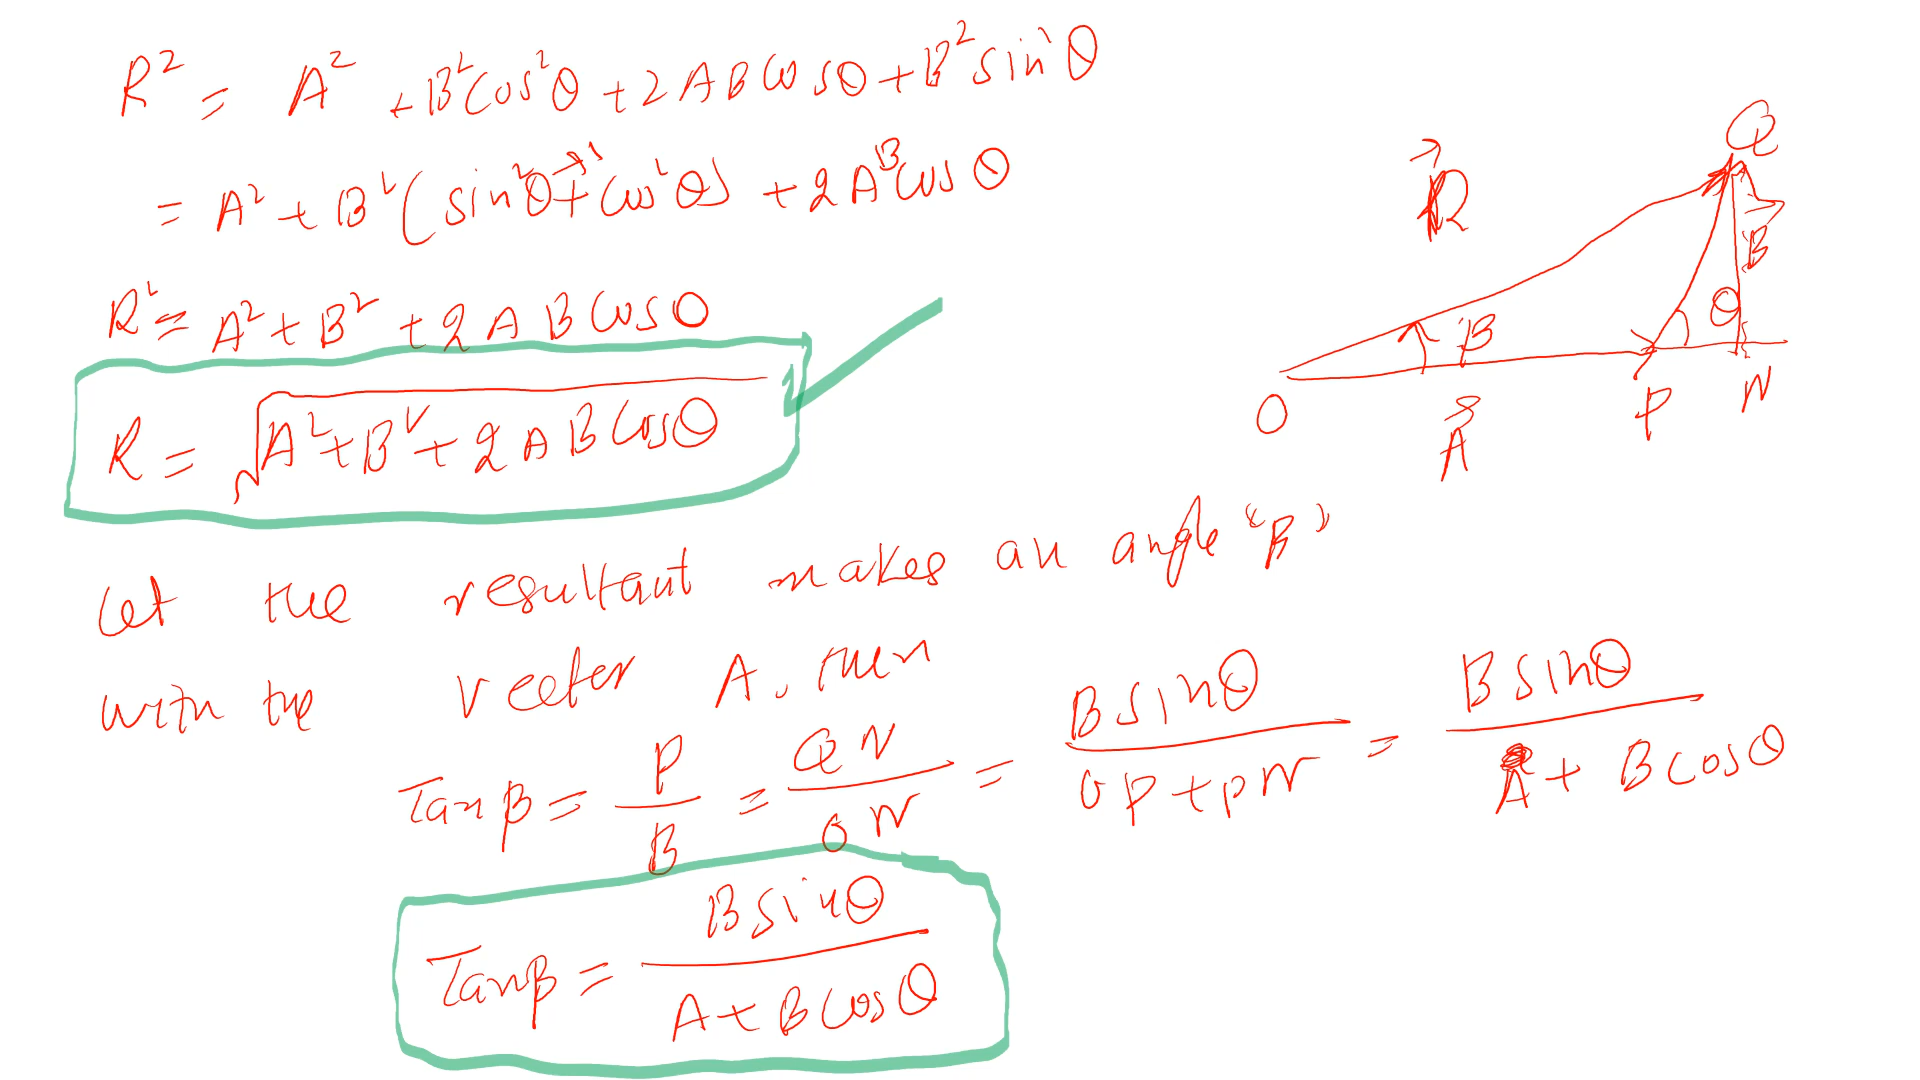 R² = A² + B²cos²θ + 2ABcosθ + B²sin²θ
= A² + B²(sin²θ + cos²θ) + 2ABcosθ
R² = A² + B² + 2ABcosθ
R = √A² + B² + 2ABcosθ
Let the resultant makes an angle "β"
with the vector A, then
Tanβ = P/B = QN/ON = Bsinθ/OP+PN = Bsinθ/A+Bcosθ
Tanβ = Bsinθ/A+Bcosθ
Q
R
B
θ
β
O
A
P
N